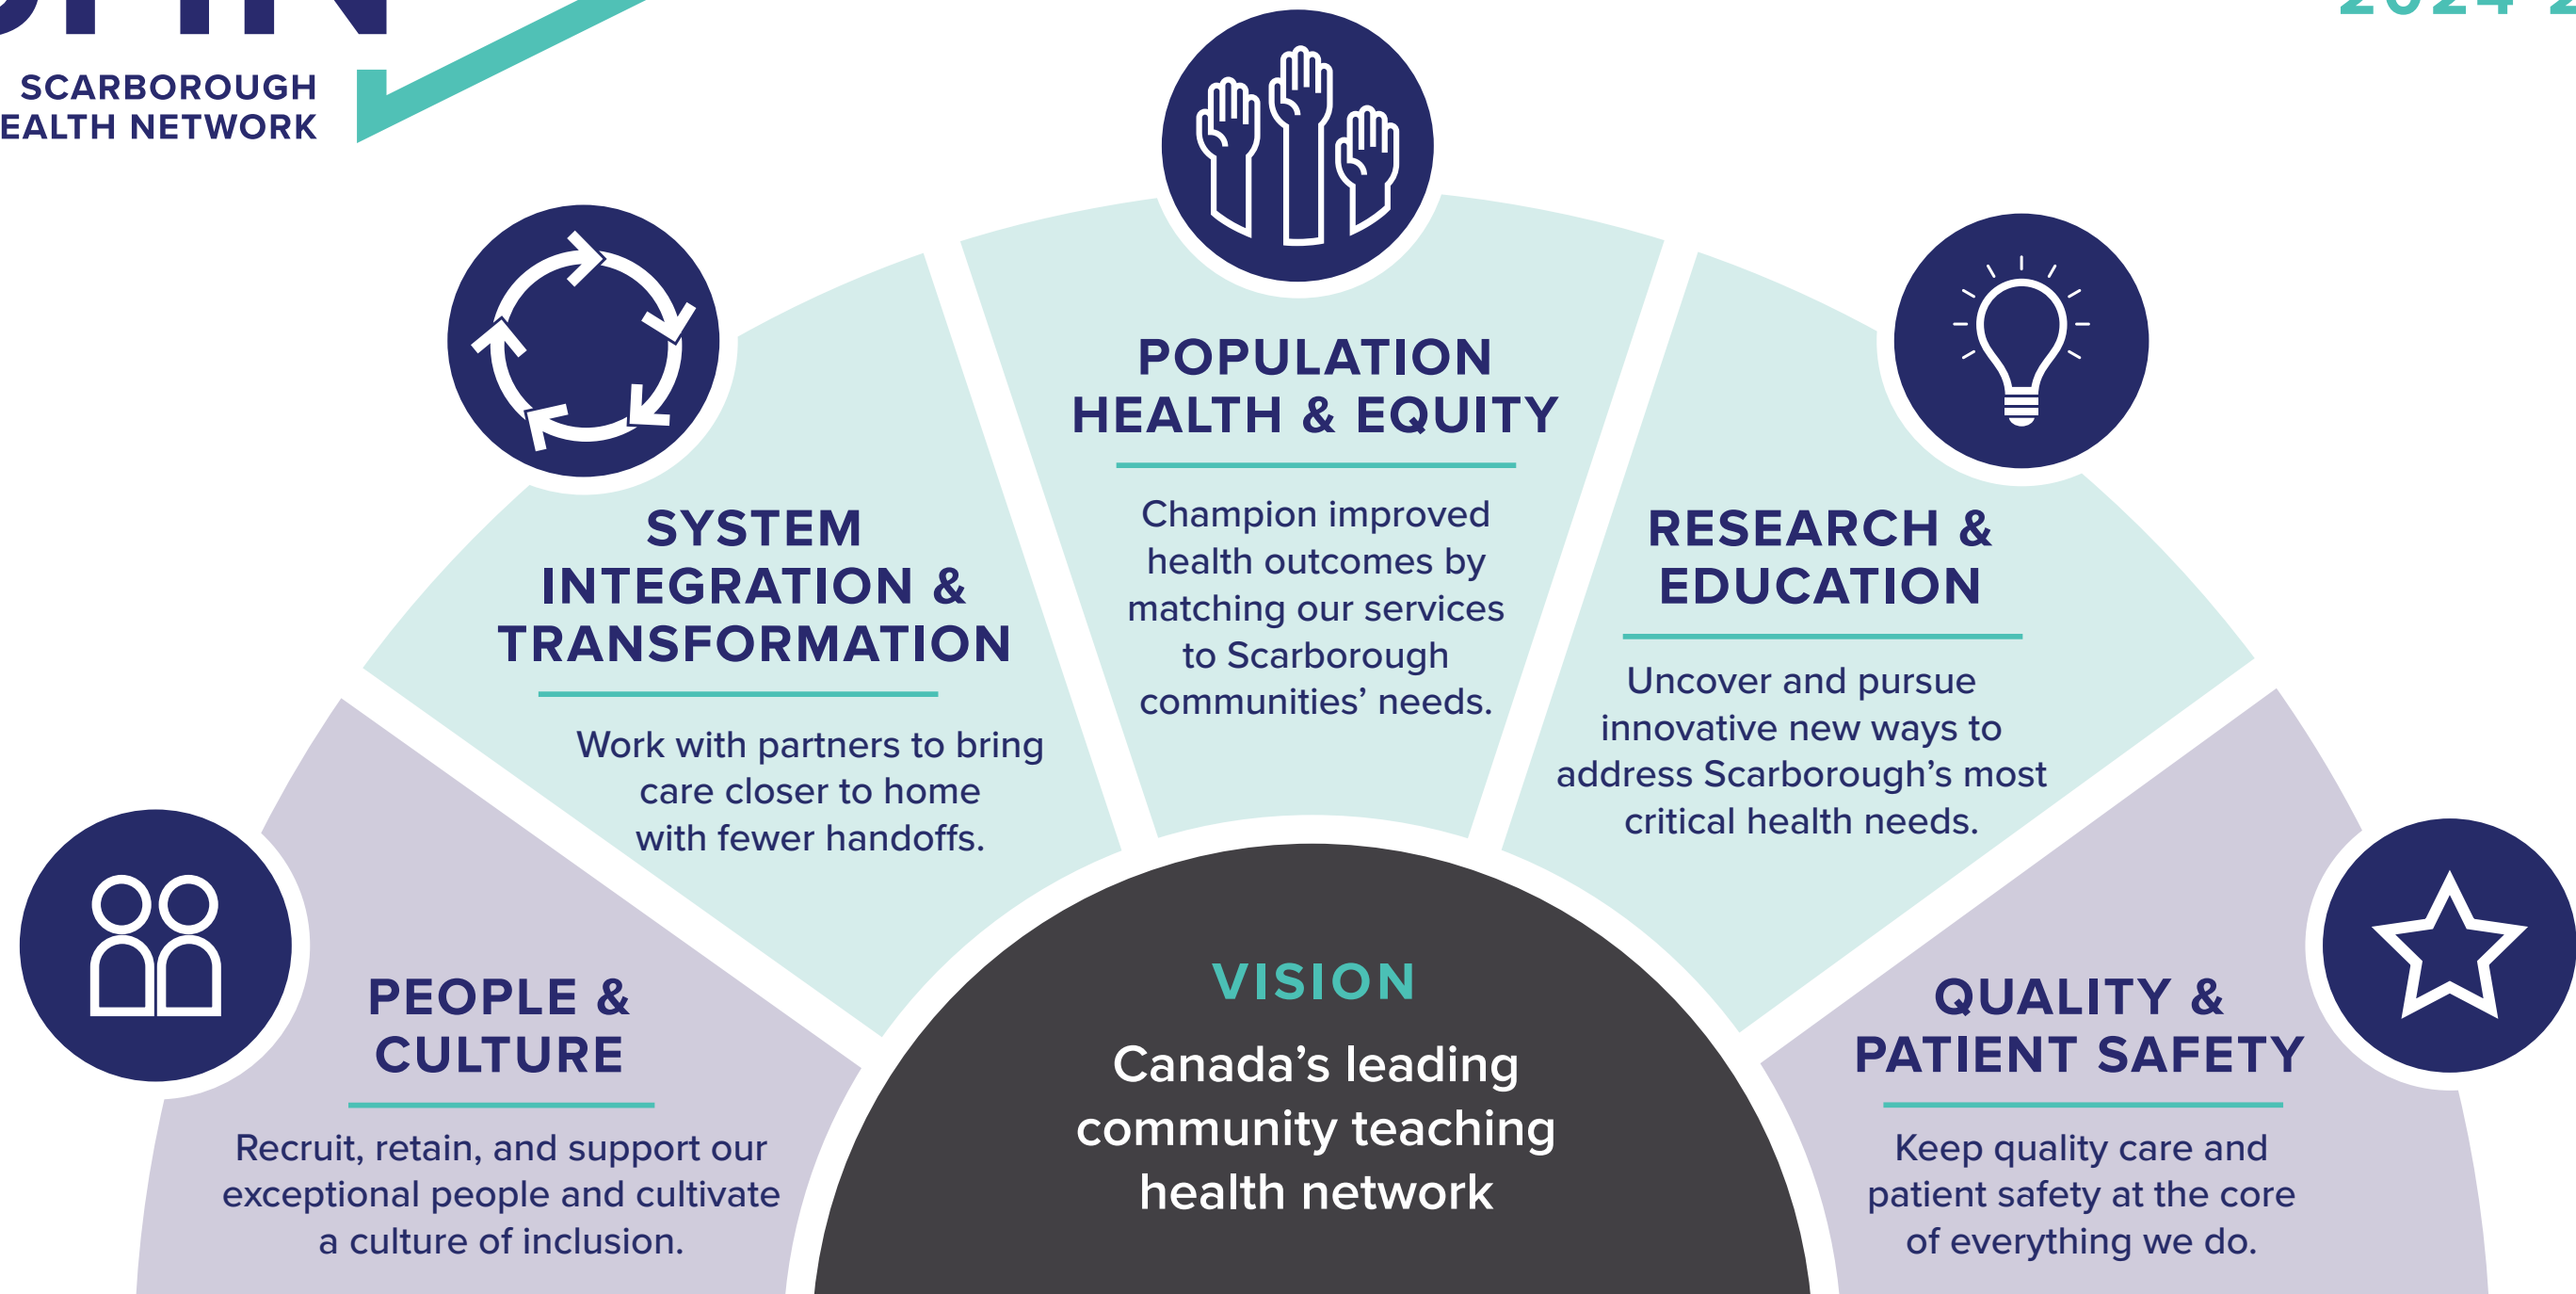 SCARBOROUGH
EALTH NETWORK
2024
POPULATION
HEALTH & EQUITY
Champion improved
health outcomes by
matching our services
to Scarborough
communities’ needs.
SYSTEM
INTEGRATION &
TRANSFORMATION
Work with partners to bring
care closer to home
with fewer handoffs.
RESEARCH &
EDUCATION
Uncover and pursue
innovative new ways to
address Scarborough’s most
critical health needs.
PEOPLE &
CULTURE
Recruit, retain, and support our
exceptional people and cultivate
a culture of inclusion.
VISION
Canada’s leading
community teaching
health network
QUALITY &
PATIENT SAFETY
Keep quality care and
patient safety at the core
of everything we do.